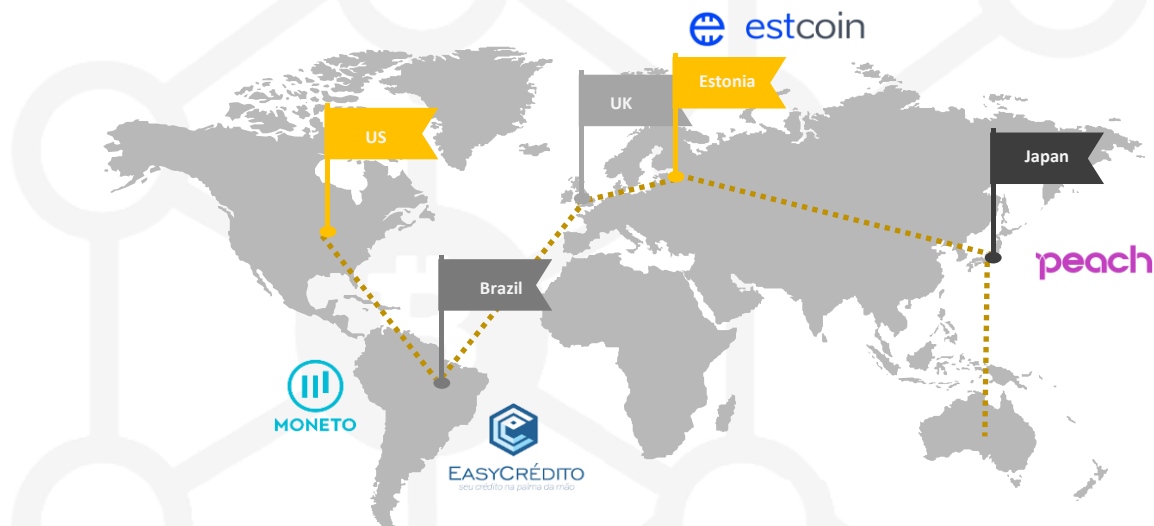 estcoin
Estonia
UK
US
Japan
peach
Brazil
MONETO
EASYCRÉDITO
seu crédito na palma da mão